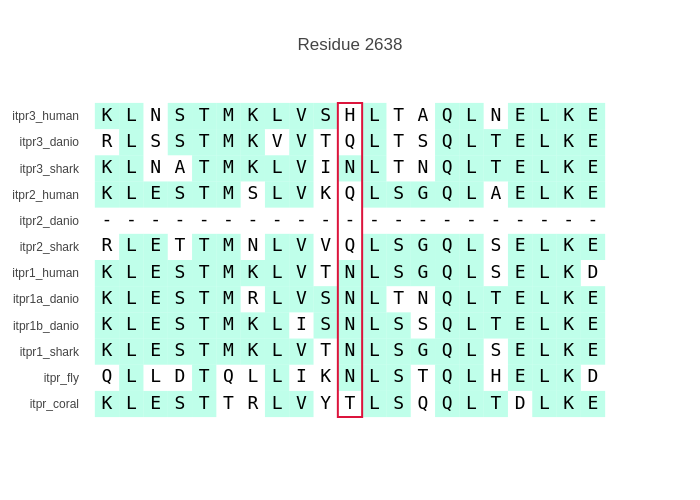 Residue 2638
itpr3_human K L N S T M K L V S H L T A Q L N E L K E
itpr3_danio R L S S T M K V V T Q L T S Q L T E L K E
itpr3_shark K L N A T M K L V I N L T N Q L T E L K E
itpr2_human K L E S T M S L V K Q L S G Q L A E L K E
itpr2_danio - - - - - - - - - - - - - - - - - - - - -
itpr2_shark R L E T T M N L V V Q L S G Q L S E L K E
itpr1_human K L E S T M K L V T N L S G Q L S E L K D
itpr1a_danio K L E S T M R L V S N L T N Q L T E L K E
itpr1b_danio K L E S T M K L I S N L S S Q L T E L K E
itpr1_shark K L E S T M K L V T N L S G Q L S E L K E
itpr_fly Q L L D T Q L L I K N L S T Q L H E L K D
itpr_coral K L E S T T R L V Y T L S Q Q L T D L K E